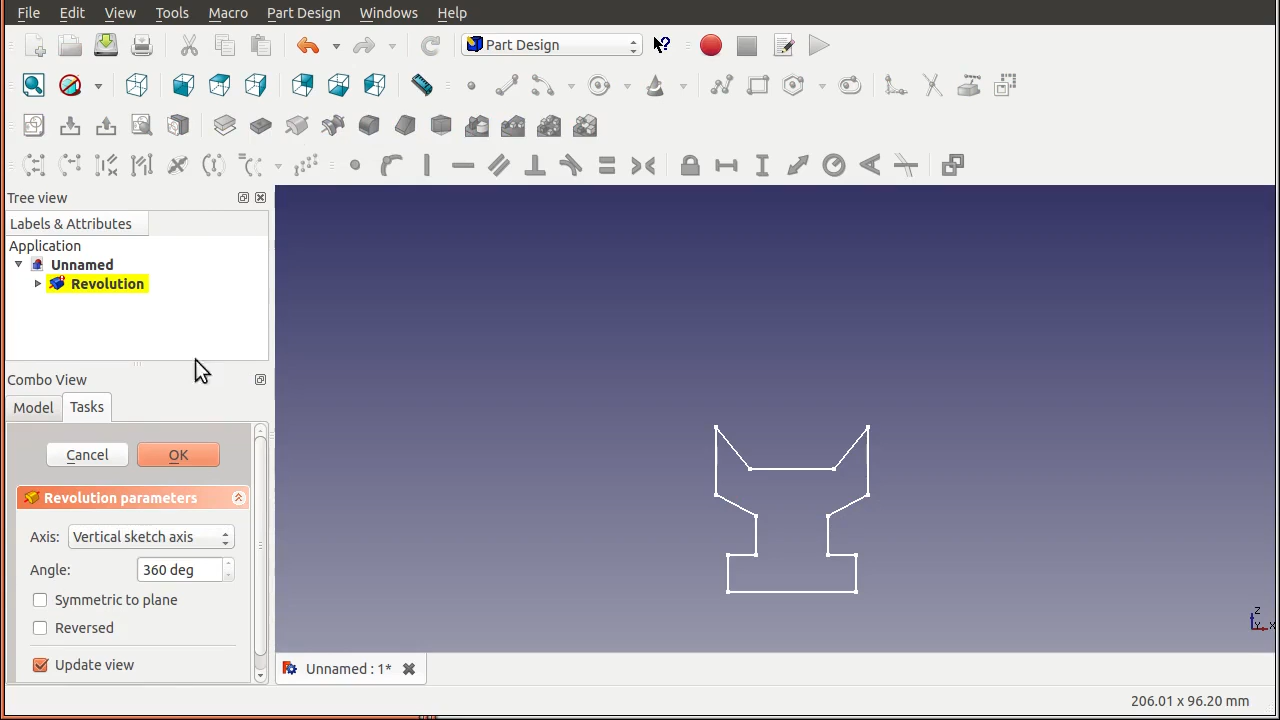 File Edit View Tools Macro Part Design Windows Help
Part Design
Tree view
Labels & Attributes
Application
Unnamed
Revolution
Combo View
Model Tasks
Cancel OK
Revolution parameters
Axis: Vertical sketch axis
Angle: 360 deg
Symmetric to plane
Reversed
Update view
Z
Y X
Unnamed : 1*
206.01 x 96.20 mm